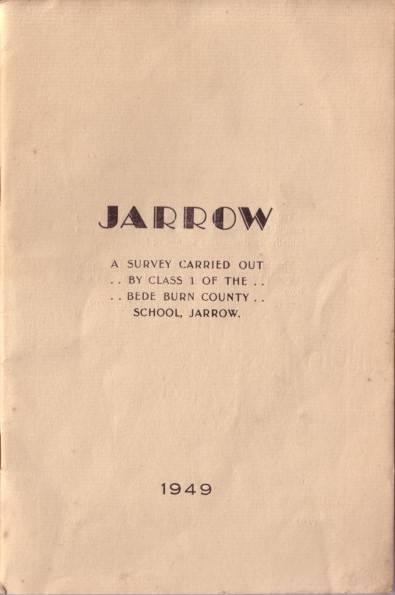 JARROW
A SURVEY CARRIED OUT
. . BY CLASS 1 OF THE . .
. . BEDE BURN COUNTY . .
SCHOOL, JARROW.
1949